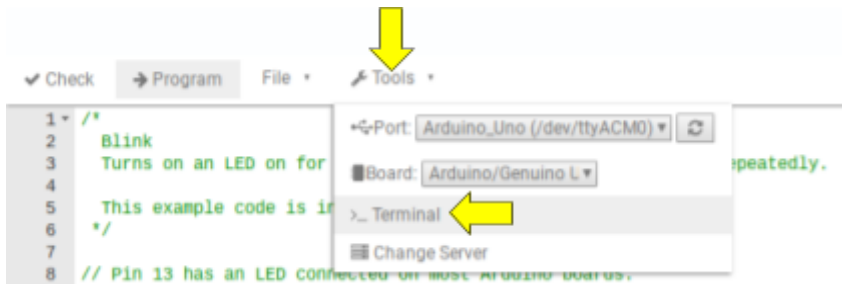 Check Program File Tools
1 /*
2 Blink
3 Turns on an LED on for epeatedly.
4
5 This example code is in
6 */
7
8 // Pin 13 has an LED connected on most Arduino boards.
Port: Arduino_Uno (/dev/ttyACM0)
Board: Arduino/Genuino L
>_ Terminal
Change Server